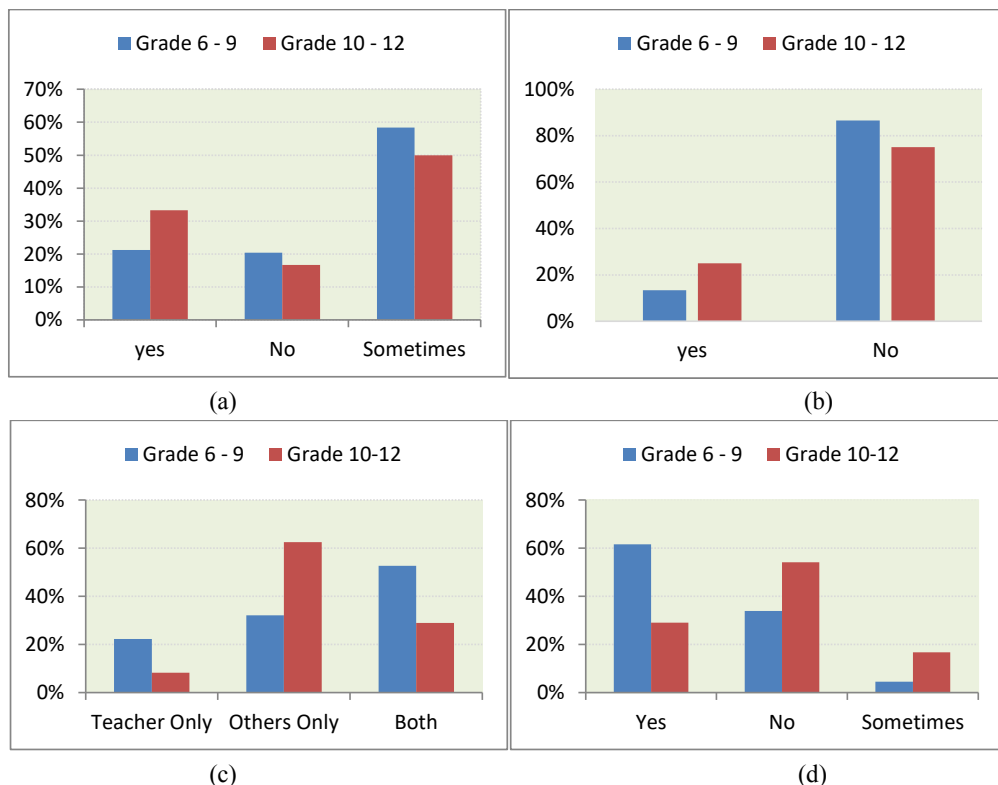 Grade 6 - 9 Grade 10 - 12
70%
60%
50%
40%
30%
20%
10%
0%
yes No Sometimes
(a)
Grade 6 - 9 Grade 10 - 12
100%
80%
60%
40%
20%
0%
yes No
(b)
Grade 6 - 9 Grade 10-12
80%
60%
40%
20%
0%
Teacher Only Others Only Both
(c)
Grade 6 - 9 Grade 10-12
80%
60%
40%
20%
0%
Yes No Sometimes
(d)